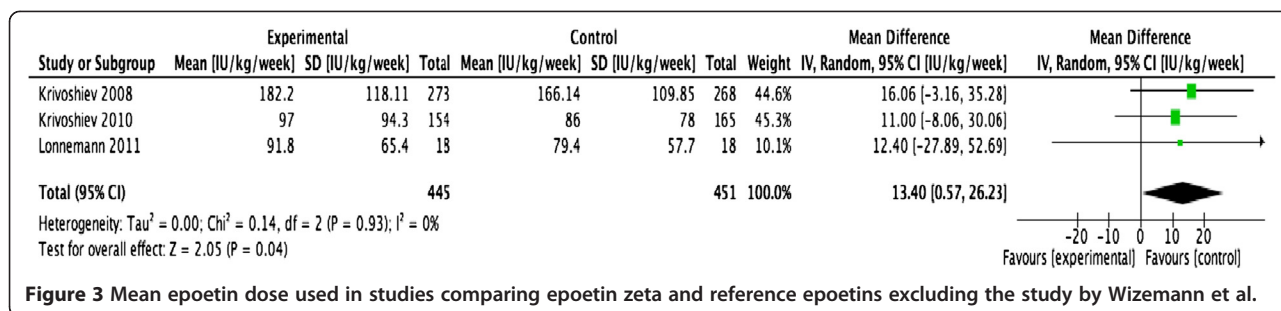 Experimental Control Mean Difference Mean Difference
Study or Subgroup Mean [IU/kg/week] SD [IU/kg/week] Total Mean [IU/kg/week] SD [IU/kg/week] Total Weight IV, Random, 95% CI [IU/kg/week] IV, Random, 95% CI [IU/kg/week]
Krivoshiev 2008 182.2 118.11 273 166.14 109.85 268 44.6% 16.06 [-3.16, 35.28]
Krivoshiev 2010 97 94.3 154 86 78 165 45.3% 11.00 [-8.06, 30.06]
Lonnemann 2011 91.8 65.4 18 79.4 57.7 18 10.1% 12.40 [-27.89, 52.69]
Total (95% CI) 445 451 100.0% 13.40 [0.57, 26.23]
Heterogeneity: Tau² = 0.00; Chi² = 0.14, df = 2 (P = 0.93); I² = 0%
Test for overall effect: Z = 2.05 (P = 0.04)
-20 -10 0 10 20
Favours [experimental] Favours [control]
Figure 3 Mean epoetin dose used in studies comparing epoetin zeta and reference epoetins excluding the study by Wizemann et al.